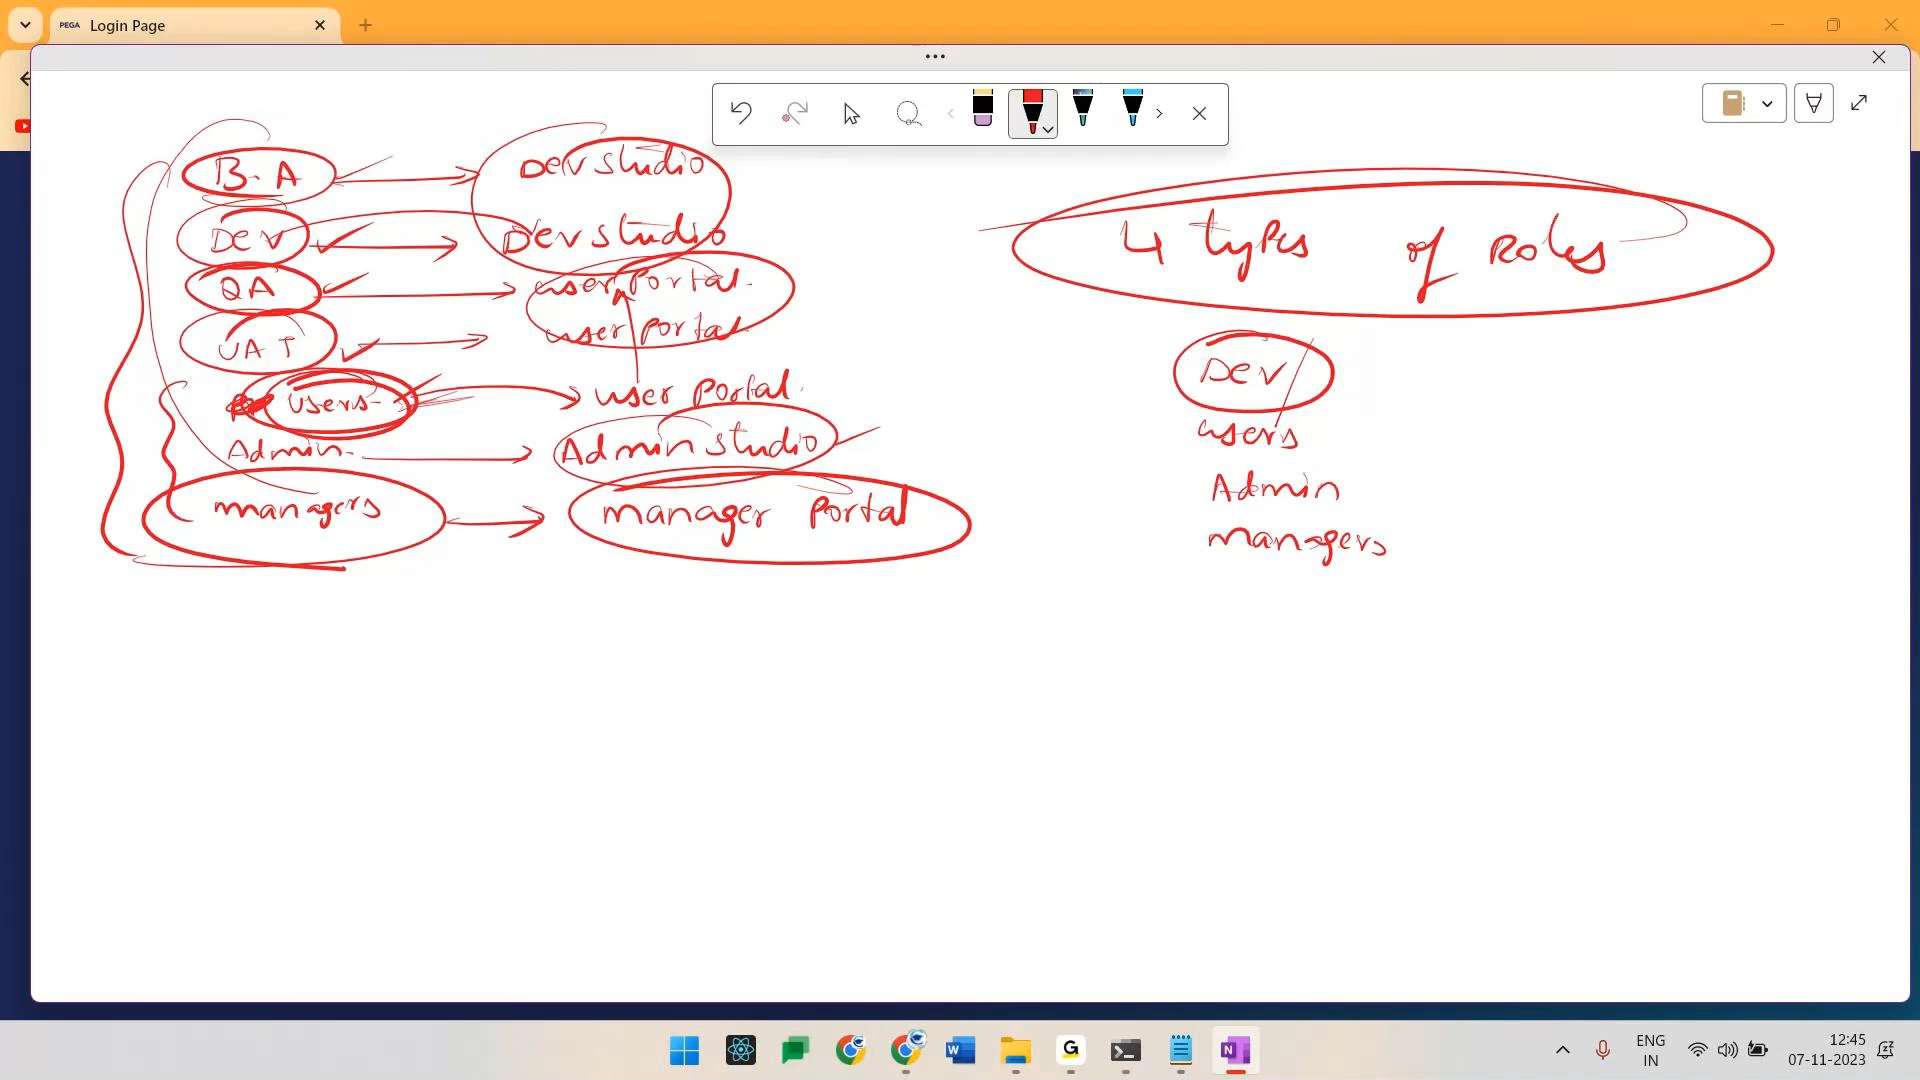 PEGA Login Page
B.A Dev studio
Dev Dev studio
QA user portal.
UAT user portal
users user portal.
Admin. Admin studio
managers manager portal
4 types of roles
Dev
users
Admin
managers
W
G
N
ENG
IN
12:45
07-11-2023